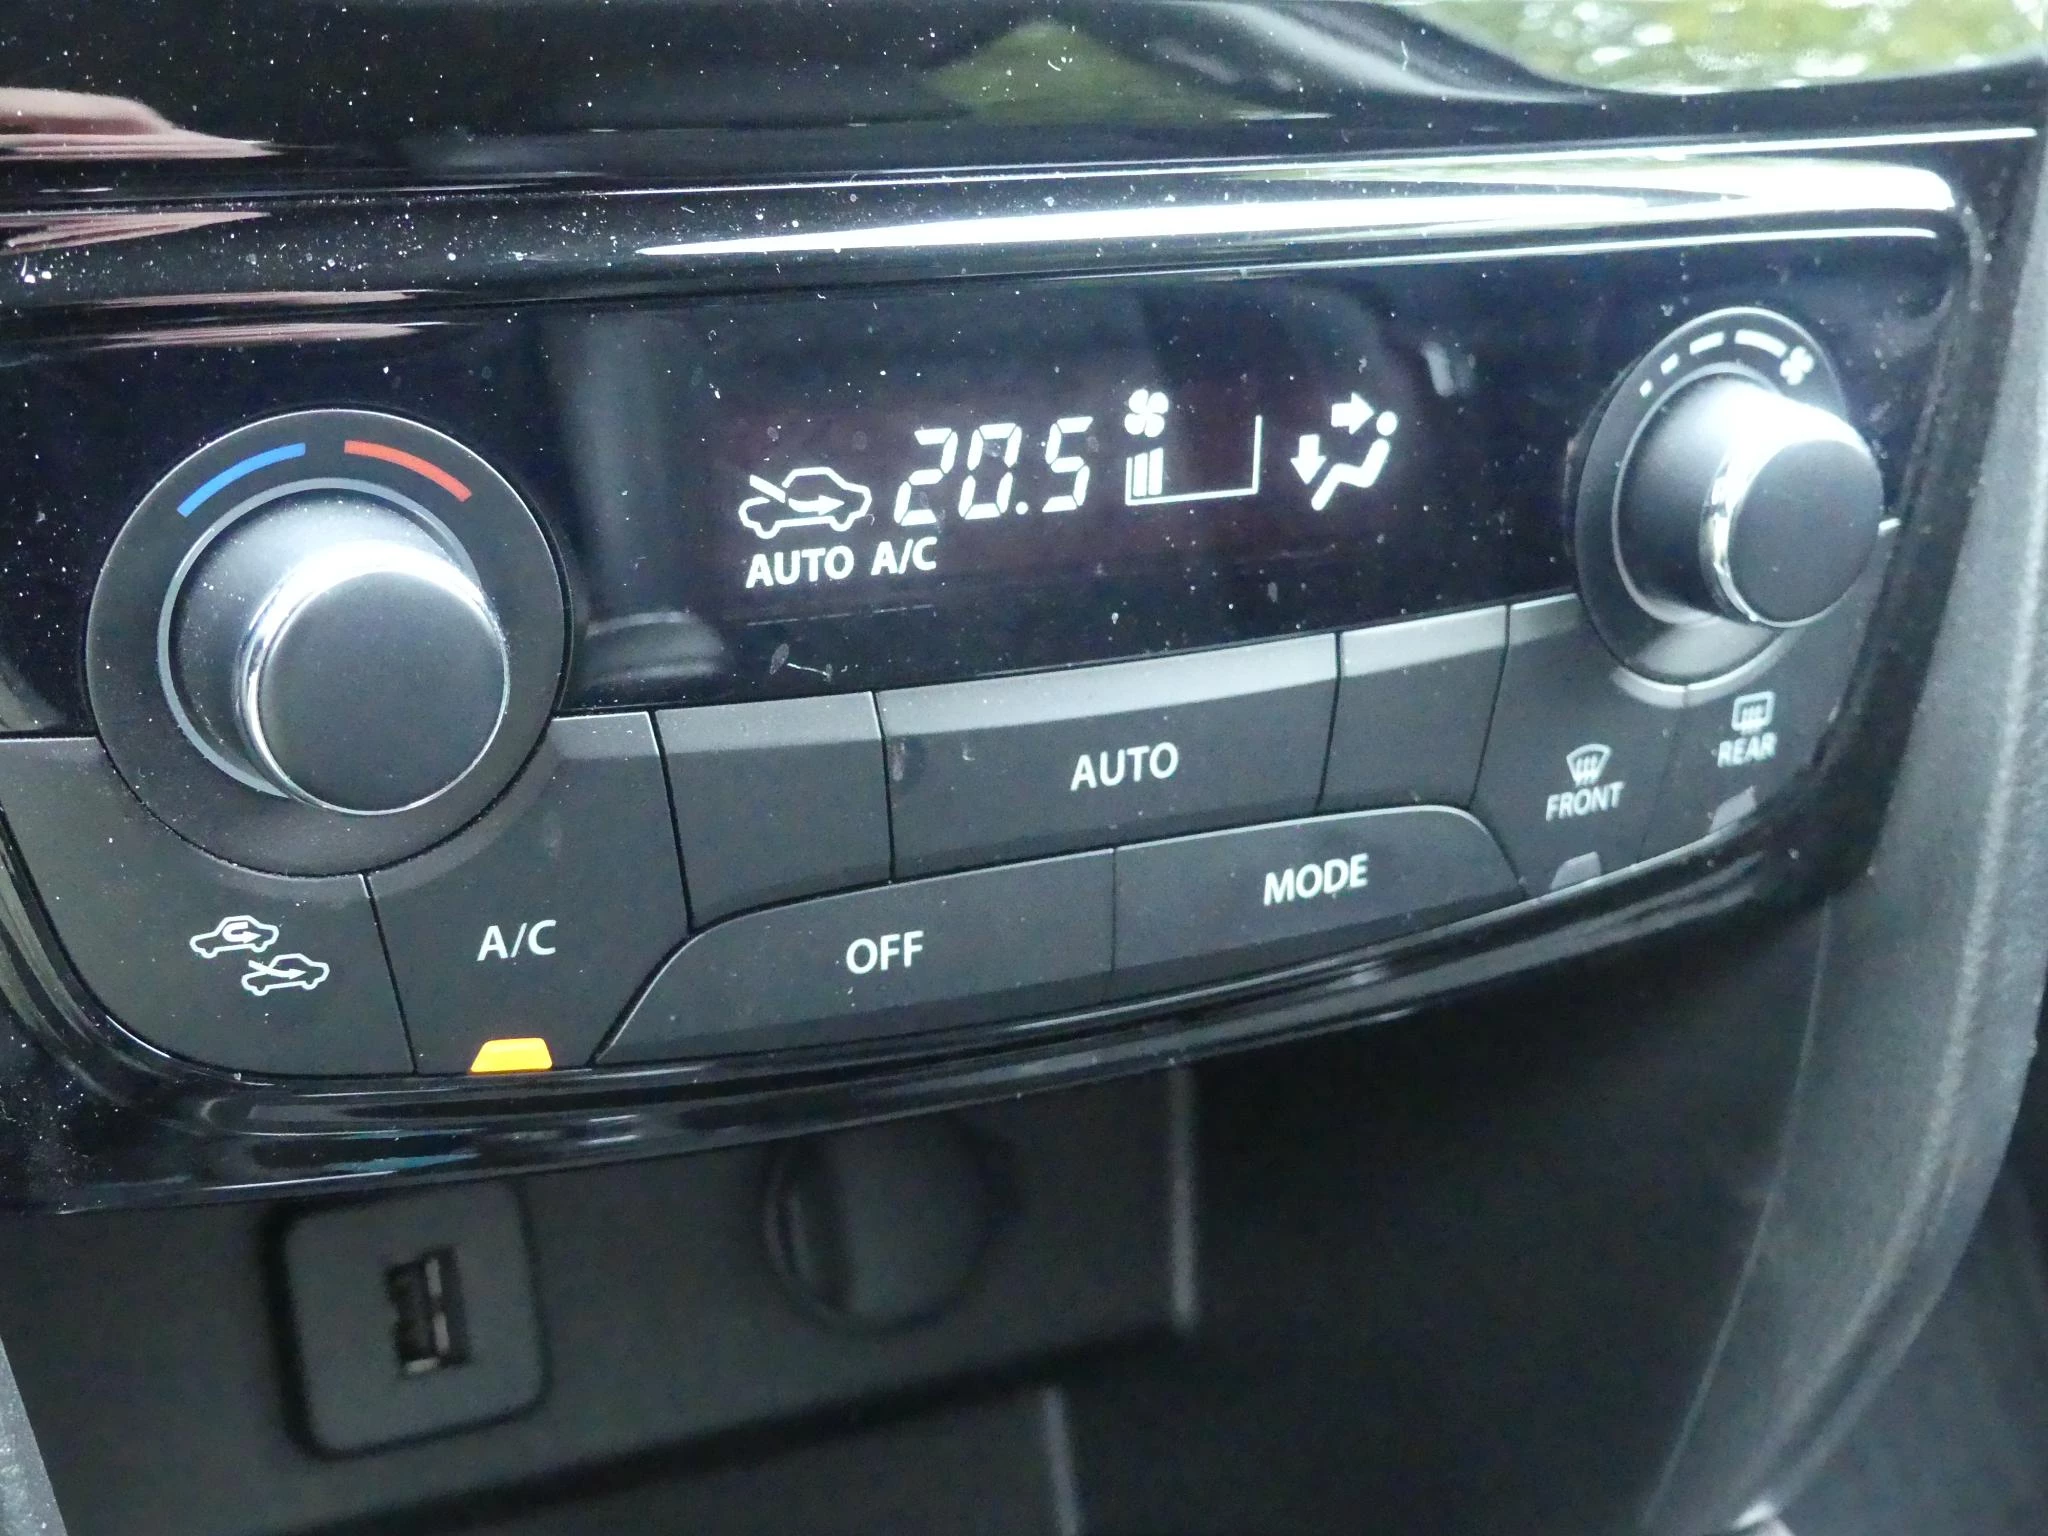 20.5
AUTO A/C
AUTO
REAR
FRONT
MODE
A/C
OFF